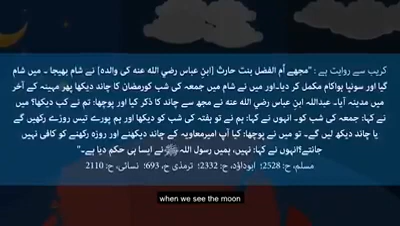 کریب سے روایت ہے: "مجھے اُم الفضل بنت حارث [ابنِ عباس رضي الله عنه کی والدہ] نے شام بھیجا ۔ میں شام
گیا اور سونپا ہواکام مکمل کر دیا۔اور میں نے شام میں جمعہ کی شب کورمضان کا چاند دیکھا پھر مہینہ کے آخر
میں مدینہ آیا۔ عبداللہ ابنِ عباس رضي الله عنه نے مجھ سے چاند کا ذکر کیا اور پوچھا: تم نے کب دیکھا؟ میں
نے کہا: جمعہ کی شب کو۔ انہوں نے کہا: ہم نے تو ہفتہ کی شب کو دیکھا اور ہم پورے تیس روزے رکھیں گے
یا چاند دیکھ لیں گے۔ تو میں نے پوچھا: کیا آپ امیرمعاویہ کے چاند دیکھنے اور روزہ رکھنے کو کافی نہیں
جانتے؟انہوں نے کہا: نہیں، ہمیں رسول اللہ ﷺ نے ایسا ہی حکم دیا ہے۔"
مسلم، ح: 2528؛ ابوداؤد، ح: 2332؛ ترمذی ح، 693؛ نسائی، ح: 2110
when we see the moon